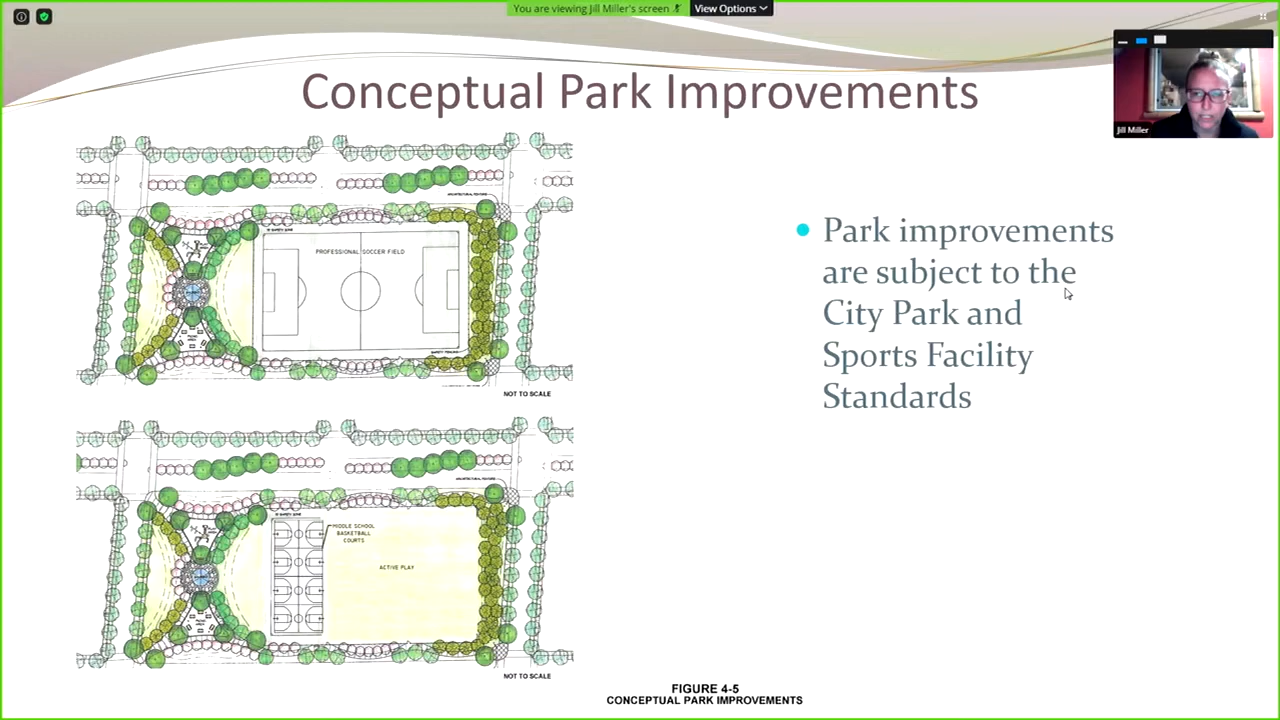 You are viewing Jill Miller's screen
View Options
Conceptual Park Improvements
Jill Miller
ARCHITECTURAL FEATURE
PROFESSIONAL SOCCER FIELD
NOT TO SCALE
Park improvements
are subject to the
City Park and
Sports Facility
Standards
MIDDLE SCHOOL
BASKETBALL
COURTS
ACTIVE PLAY
NOT TO SCALE
FIGURE 4-5
CONCEPTUAL PARK IMPROVEMENTS